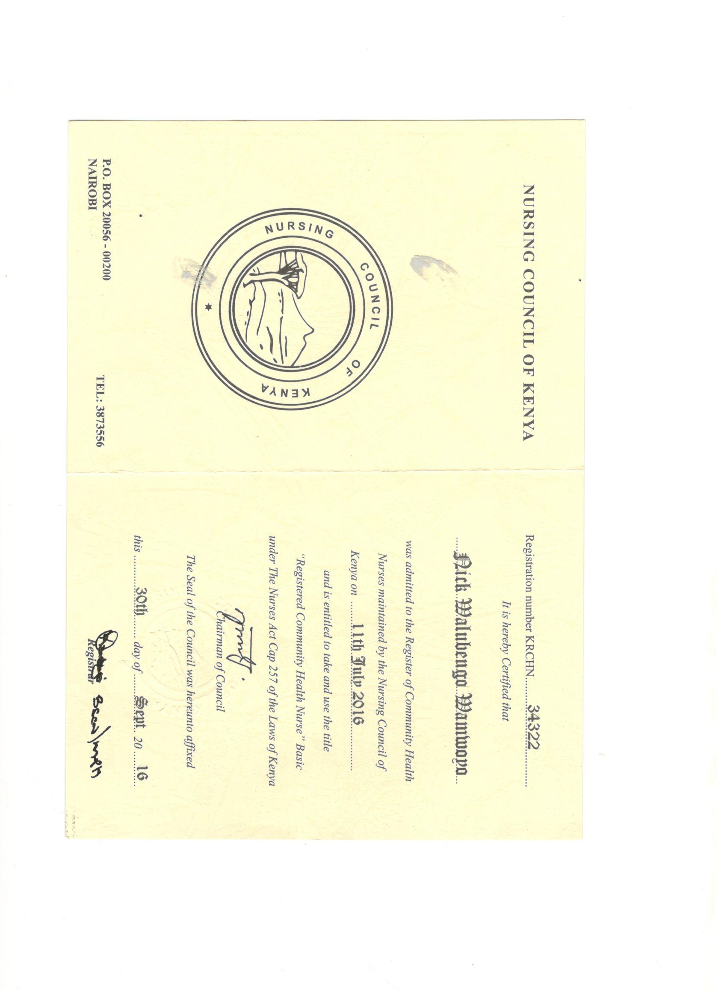 NURSING COUNCIL OF KENYA
NURSING COUNCIL OF KENYA
P.O. BOX 20056 - 00200
NAIROBI
TEL: 3873556
Registration number KRCHN..........34322..........
It is hereby Certified that
.....Nick Walubengo Wamwoyo...
was admitted to the Register of Community Health
Nurses maintained by the Nursing Council of
Kenya on ........11th July 2016................
and is entitled to take and use the title
"Registered Community Health Nurse" Basic
under The Nurses Act Cap 257 of the Laws of Kenya
Chairman of Council
The Seal of the Council was hereunto affixed
this ..........30th........ day of ........Sept.. 20 ......16..
Registrar